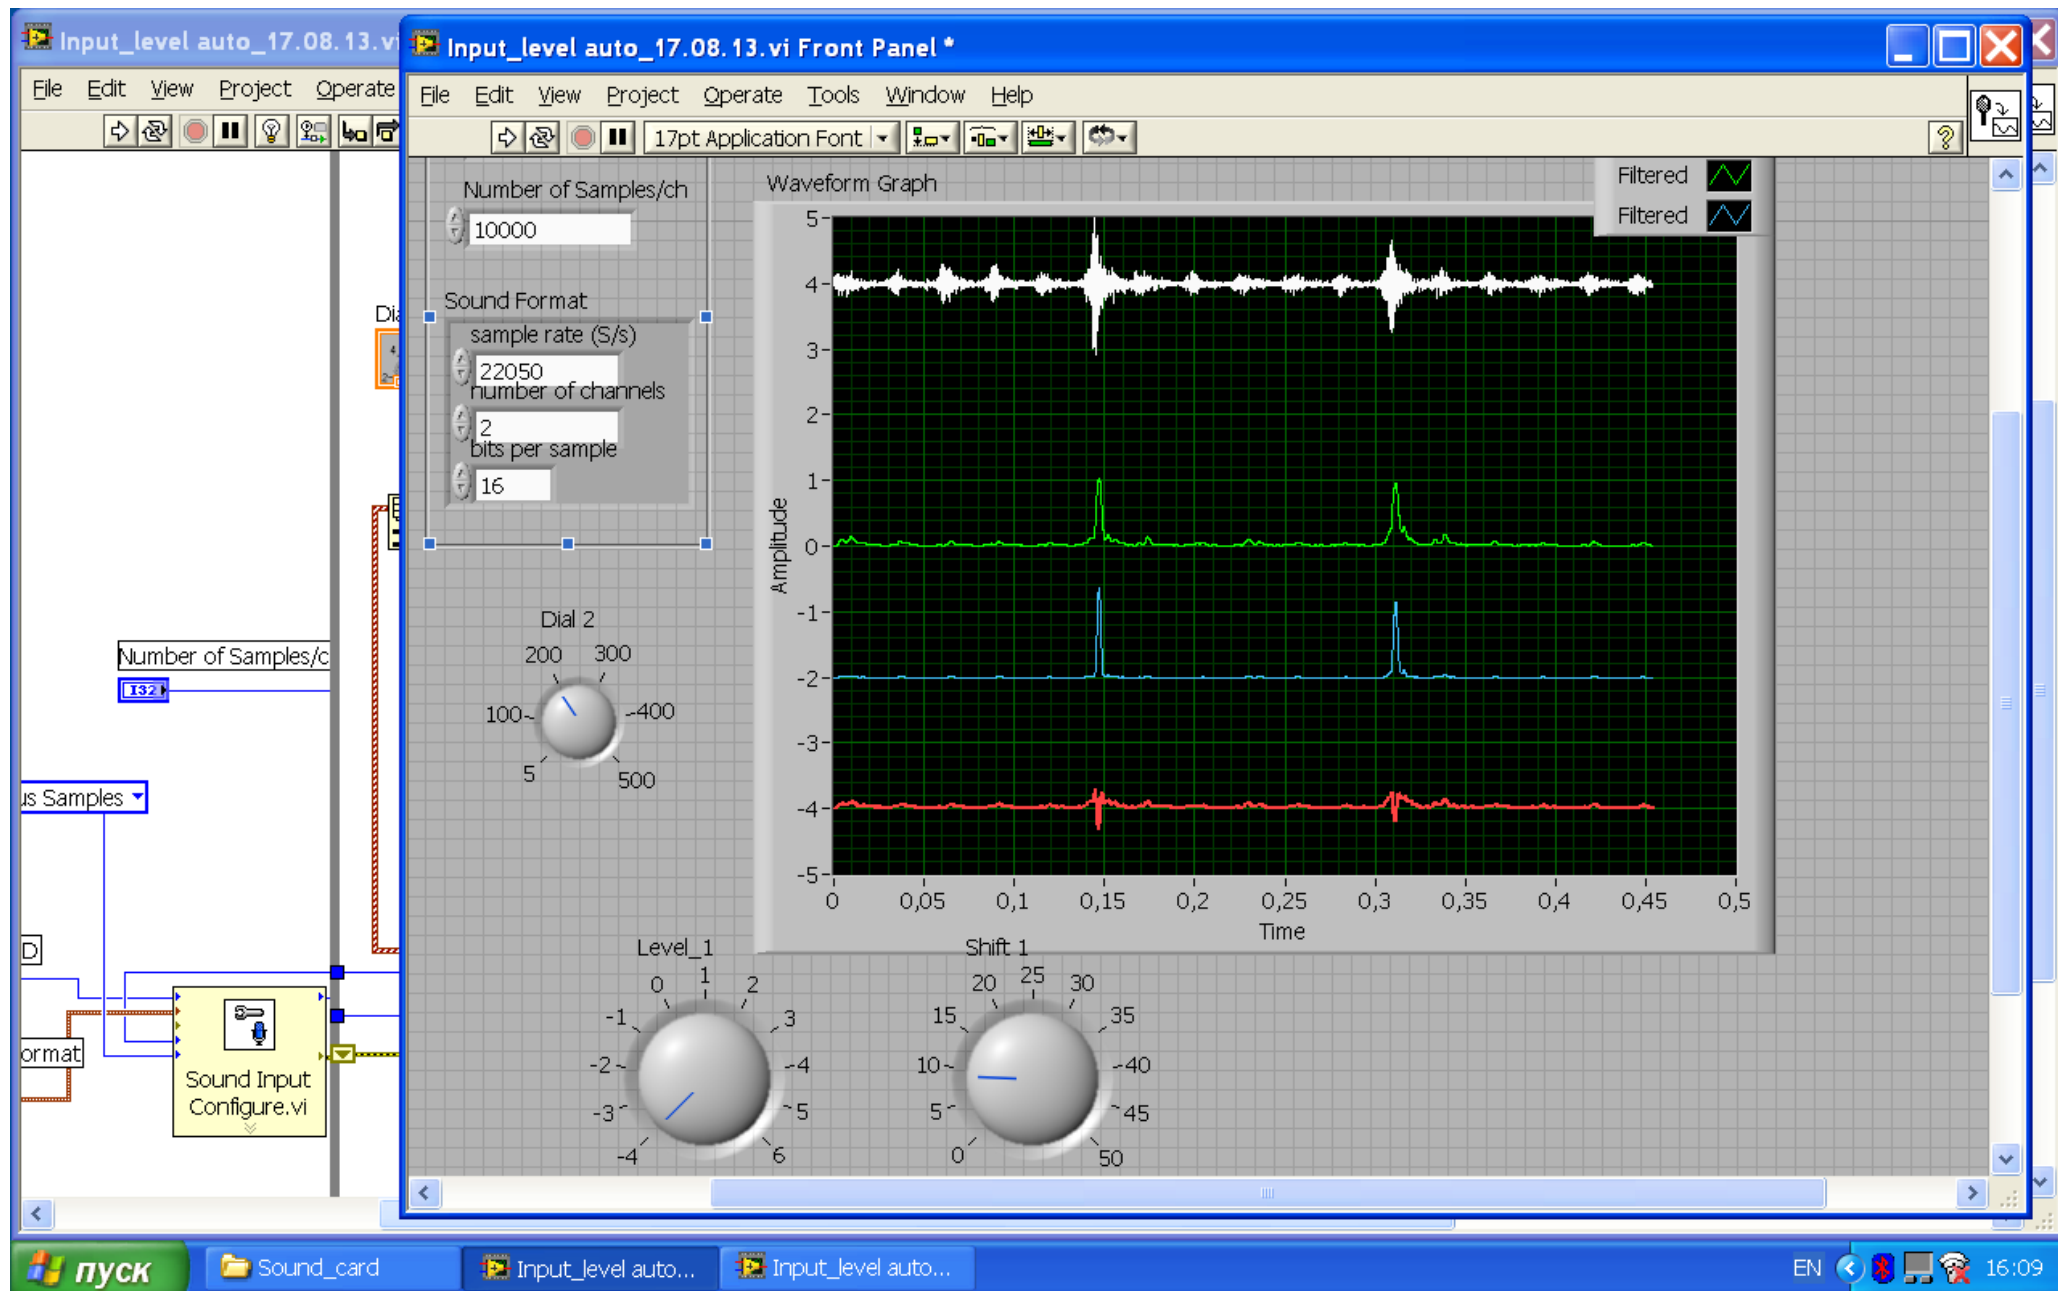 Input_level auto_17.08.13.vi
File Edit View Project Operate
Number of Samples/c
I32
us Samples
D
ormat
Sound Input
Configure.vi
Input_level auto_17.08.13.vi Front Panel *
File Edit View Project Operate Tools Window Help
17pt Application Font
?
Number of Samples/ch
10000
Sound Format
sample rate (S/s)
22050
number of channels
2
bits per sample
16
Waveform Graph
Filtered
Filtered
Amplitude
5
4
3
2
1
0
-1
-2
-3
-4
-5
0 0,05 0,1 0,15 0,2 0,25 0,3 0,35 0,4 0,45 0,5
Time
Dial 2
200 300
100 400
5 500
Level_1
0 1 2
-1 3
-2 4
-3 5
-4 6
Shift 1
20 25 30
15 35
10 40
5 45
0 50
пуск
Sound_card
Input_level auto...
Input_level auto...
EN
16:09